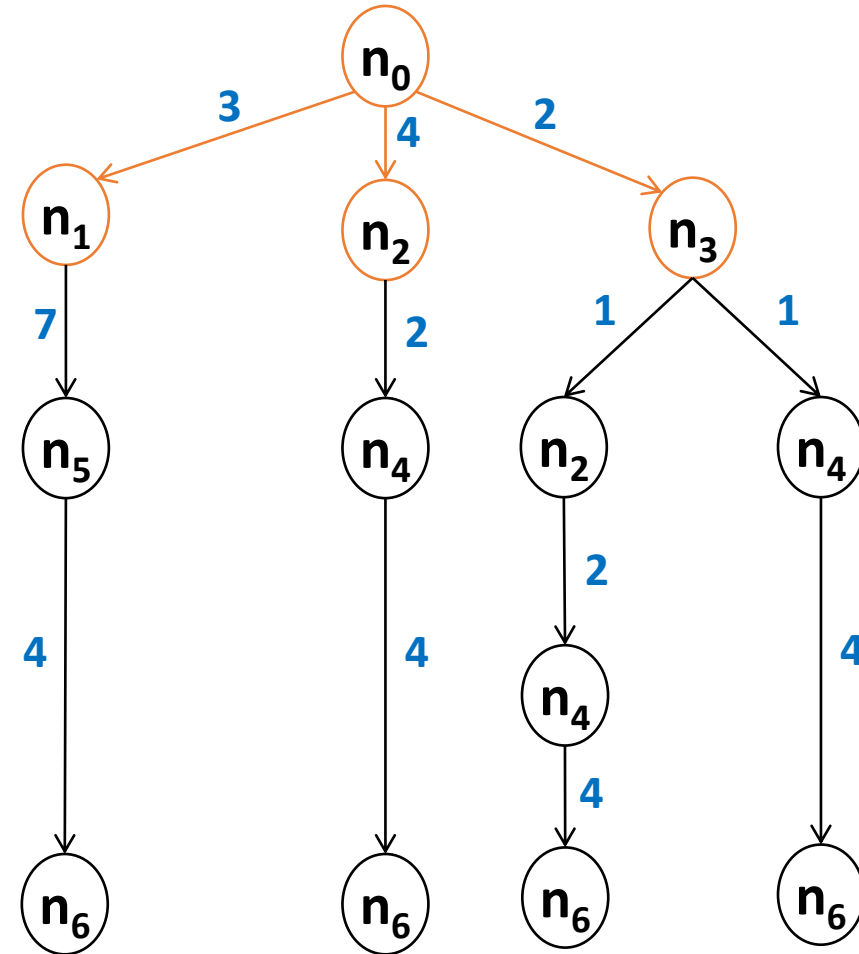 n₀
3 4 2
n₁ n₂ n₃
7 2 1 1
n₅ n₄ n₂ n₄
2
4 4 4
n₄
4
n₆ n₆ n₆ n₆